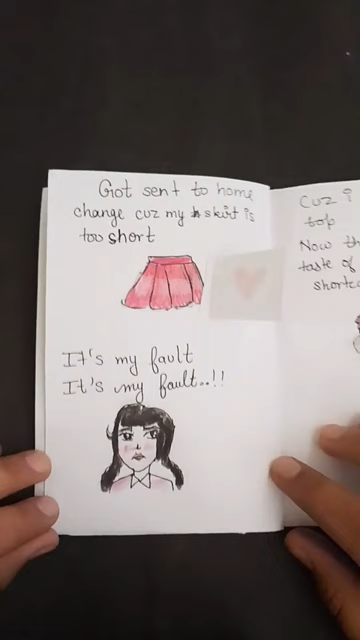 Got sent to home
change cuz my skirt is
too short
It's my fault
It's my fault..!!
Cuz i
top
Now th
taste of
shortc